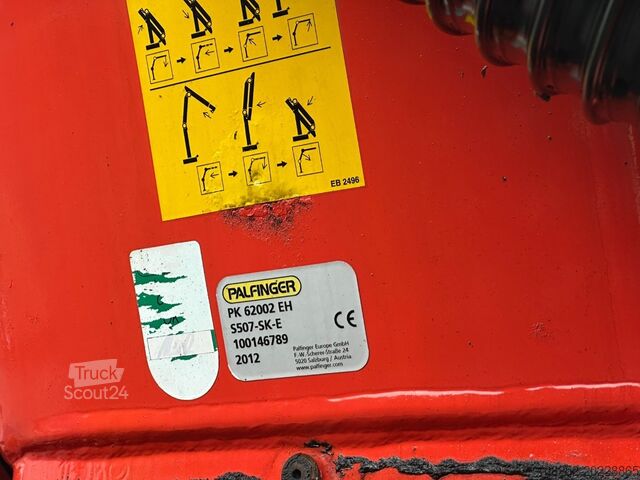 EB 2496
PALFINGER
PK 62002 EH
S507-SK-E
100146789
2012
CE
Palfinger Europe GmbH
F.-W. Scherer Straße 24
5020 Salzburg / Austria
www.palfinger.com
Truck
Scout24